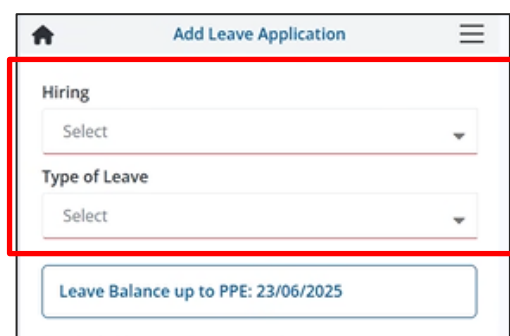 Add Leave Application
Hiring
Select
Type of Leave
Select
Leave Balance up to PPE: 23/06/2025